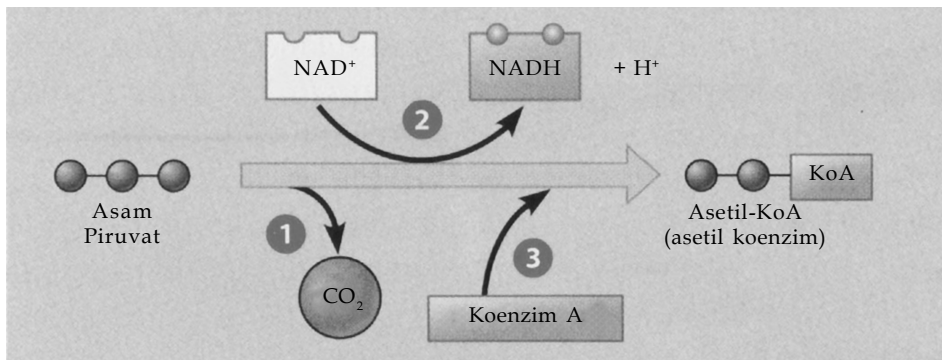 NAD⁺
NADH
+ H⁺
2
Asam
Piruvat
KoA
Asetil-KoA
(asetil koenzim)
1
3
CO₂
Koenzim A